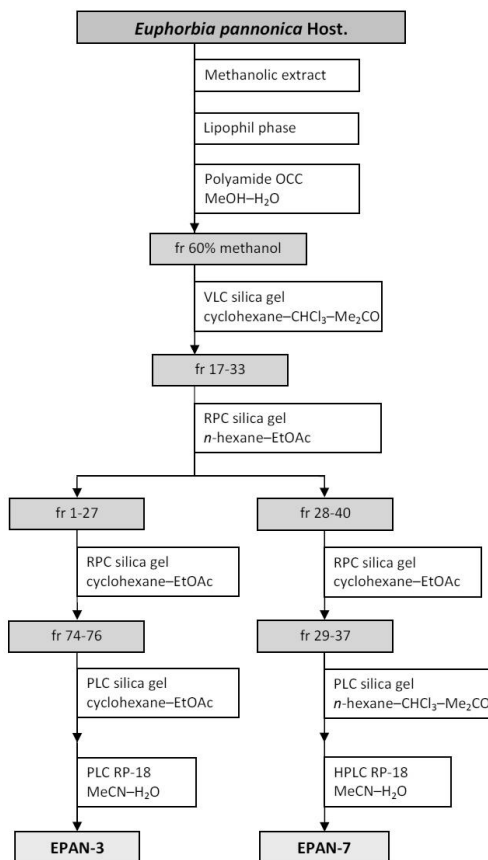 Euphorbia pannonica Host.
Methanolic extract
Lipophil phase
Polyamide OCC
MeOH–H₂O
fr 60% methanol
VLC silica gel
cyclohexane–CHCl₃–Me₂CO
fr 17-33
RPC silica gel
n-hexane–EtOAc
fr 1-27
fr 28-40
RPC silica gel
cyclohexane–EtOAc
RPC silica gel
cyclohexane–EtOAc
fr 74-76
fr 29-37
PLC silica gel
cyclohexane–EtOAc
PLC silica gel
n-hexane–CHCl₃–Me₂CO
PLC RP-18
MeCN–H₂O
HPLC RP-18
MeCN–H₂O
EPAN-3
EPAN-7